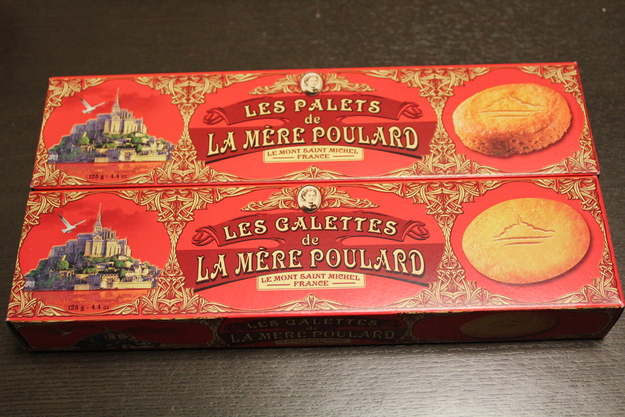 LES PALETS
de
LA MÈRE POULARD
LE MONT SAINT MICHEL
FRANCE
125 g - 4.4 oz
LES GALETTES
de
LA MÈRE POULARD
LE MONT SAINT MICHEL
FRANCE
125 g - 4.4 oz
LES GALETTES
LA MÈRE POULARD